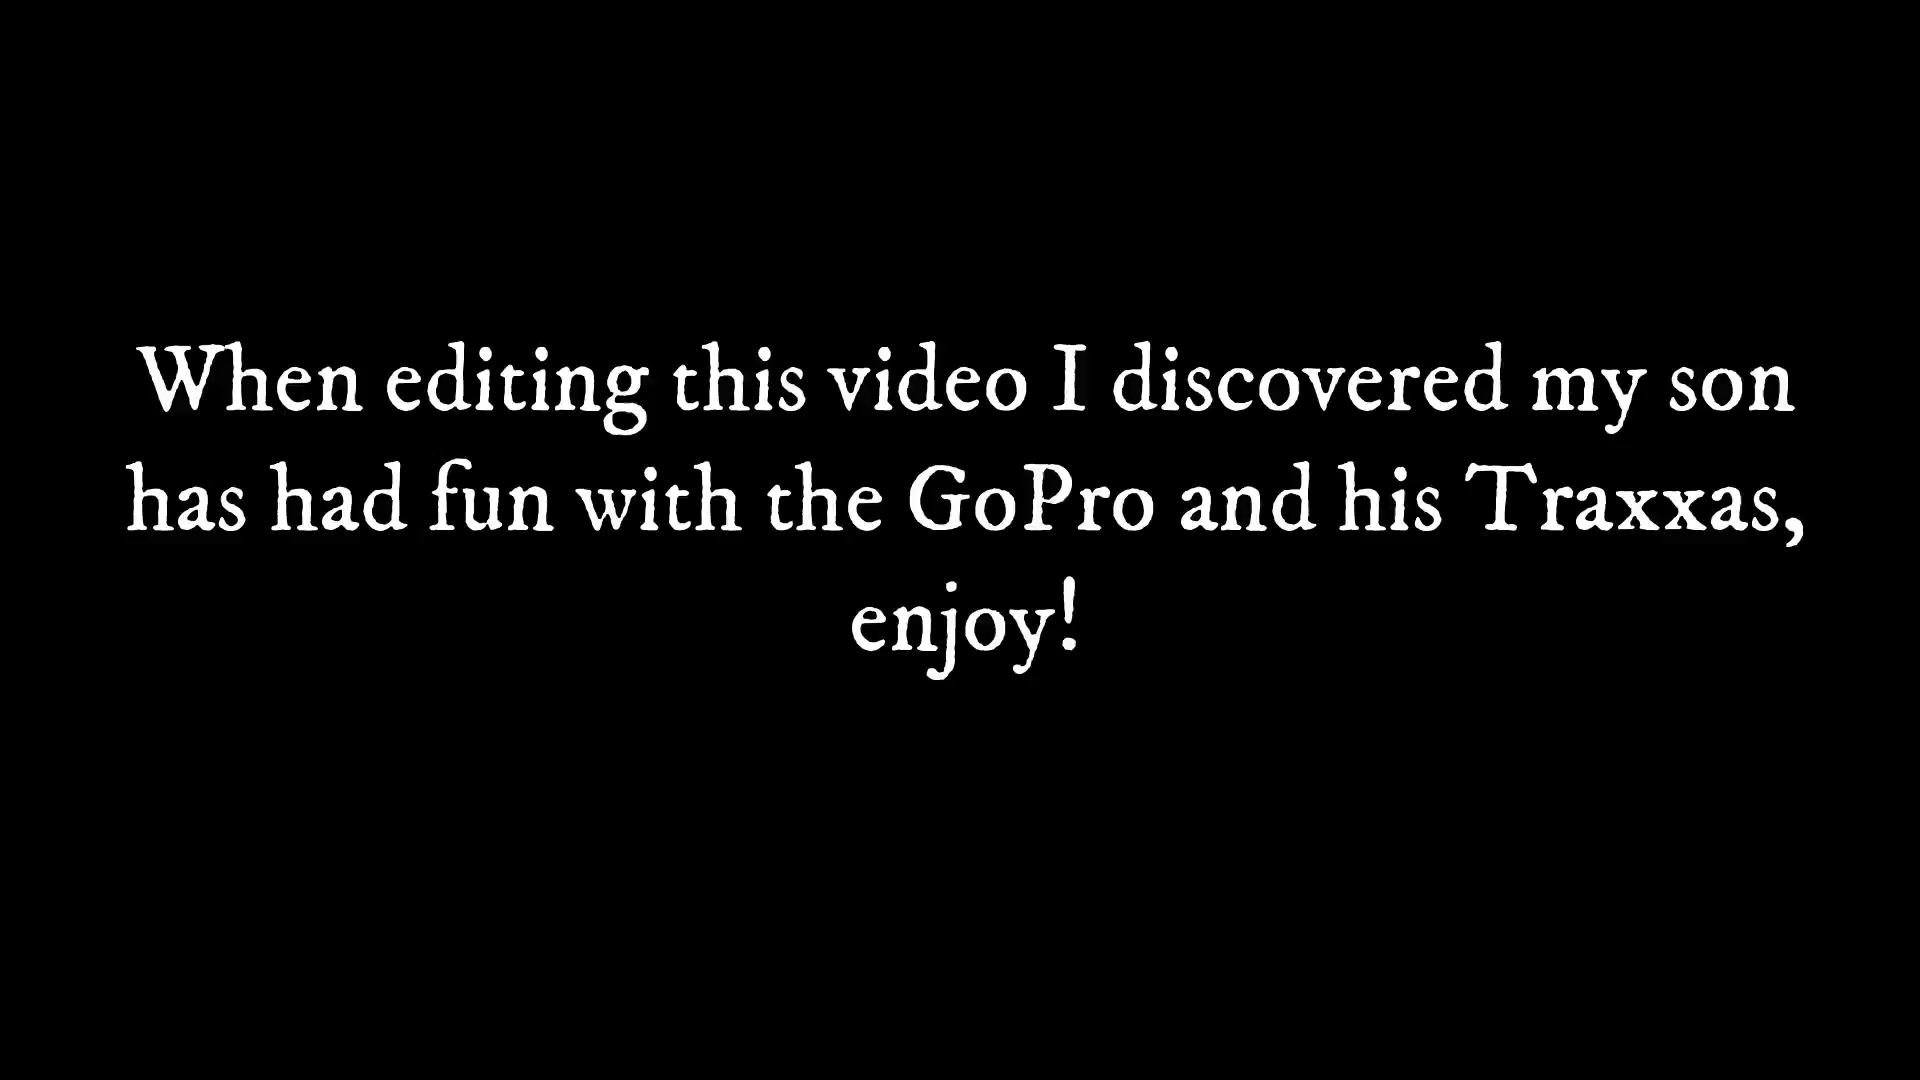 When editing this video I discovered my son
has had fun with the GoPro and his Traxxas,
enjoy!